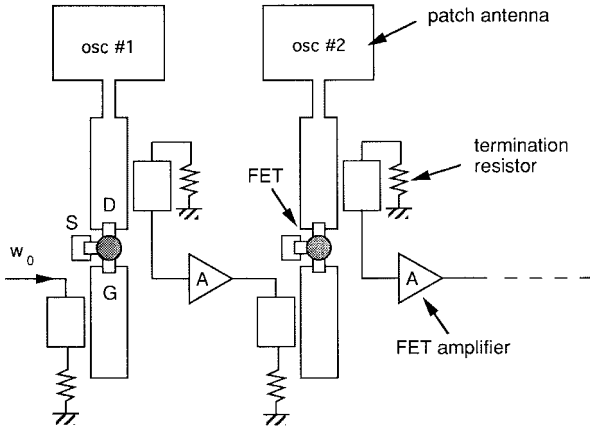 patch antenna
osc #1
osc #2
termination
resistor
FET
D
S
w0
G
A
A
FET amplifier